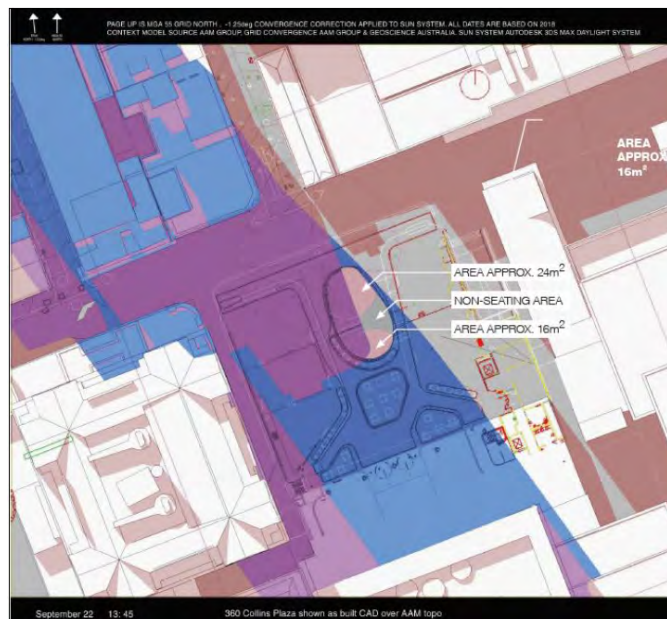 PAGE UP IS MGA 55 GRID NORTH , -1.25deg CONVERGENCE CORRECTION APPLIED TO SUN SYSTEM. ALL DATES ARE BASED ON 2018
CONTEXT MODEL SOURCE AAM GROUP, GRID CONVERGENCE AAM GROUP & GEOSCIENCE AUSTRALIA. SUN SYSTEM AUTODESK 3DS MAX DAYLIGHT SYSTEM
AREA
APPROX
16m²
AREA APPROX. 24m²
NON-SEATING AREA
AREA APPROX. 16m²
September 22 13: 45
360 Collins Plaza shown as built CAD over AAM topo